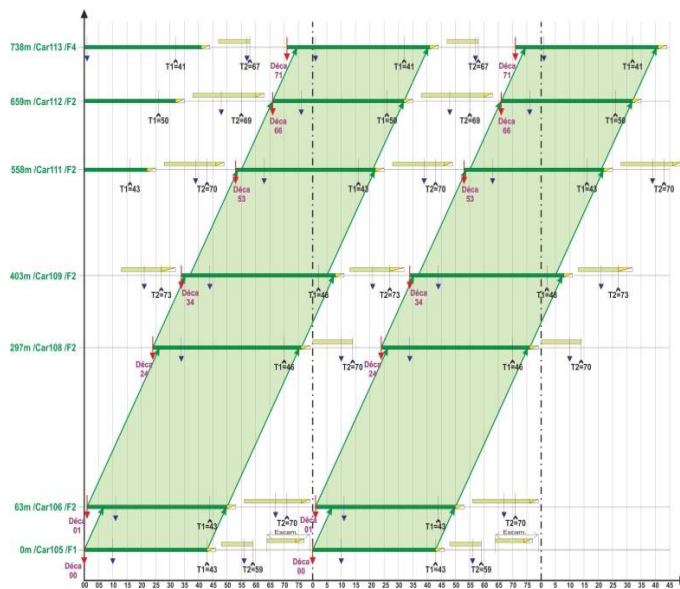 738m /Car113 /F4
Déca 71 T1=41 T2=67 T1=41 T2=67 Déca 71 T1=41
659m /Car112 /F2
T1=50 T2=69 Déca 66 T1=50 T2=69 Déca 66 T1=50
558m /Car111 /F2
T1=43 T2=70 Déca 53 T1=43 T2=70 Déca 53 T1=43 T2=70
403m /Car109 /F2
T2=73 Déca 34 T1=48 T2=73 Déca 34 T1=48 T2=73
297m /Car108 /F2
Déca 24 T1=46 T2=70 Déca 24 T1=46 T2=70
63m /Car106 /F2
Déca 01 T1=43 T2=70 Déca 01 T1=43 T2=70
Escam.
0m /Car105 /F1
Déca 00 T1=43 T2=59 Déca 00 T1=43 T2=59
00 05 10 15 20 25 30 35 40 45 50 55 60 65 70 75 0 05 10 15 20 25 30 35 40 45 50 55 60 65 70 75 0 05 10 15 20 25 30 35 40 45